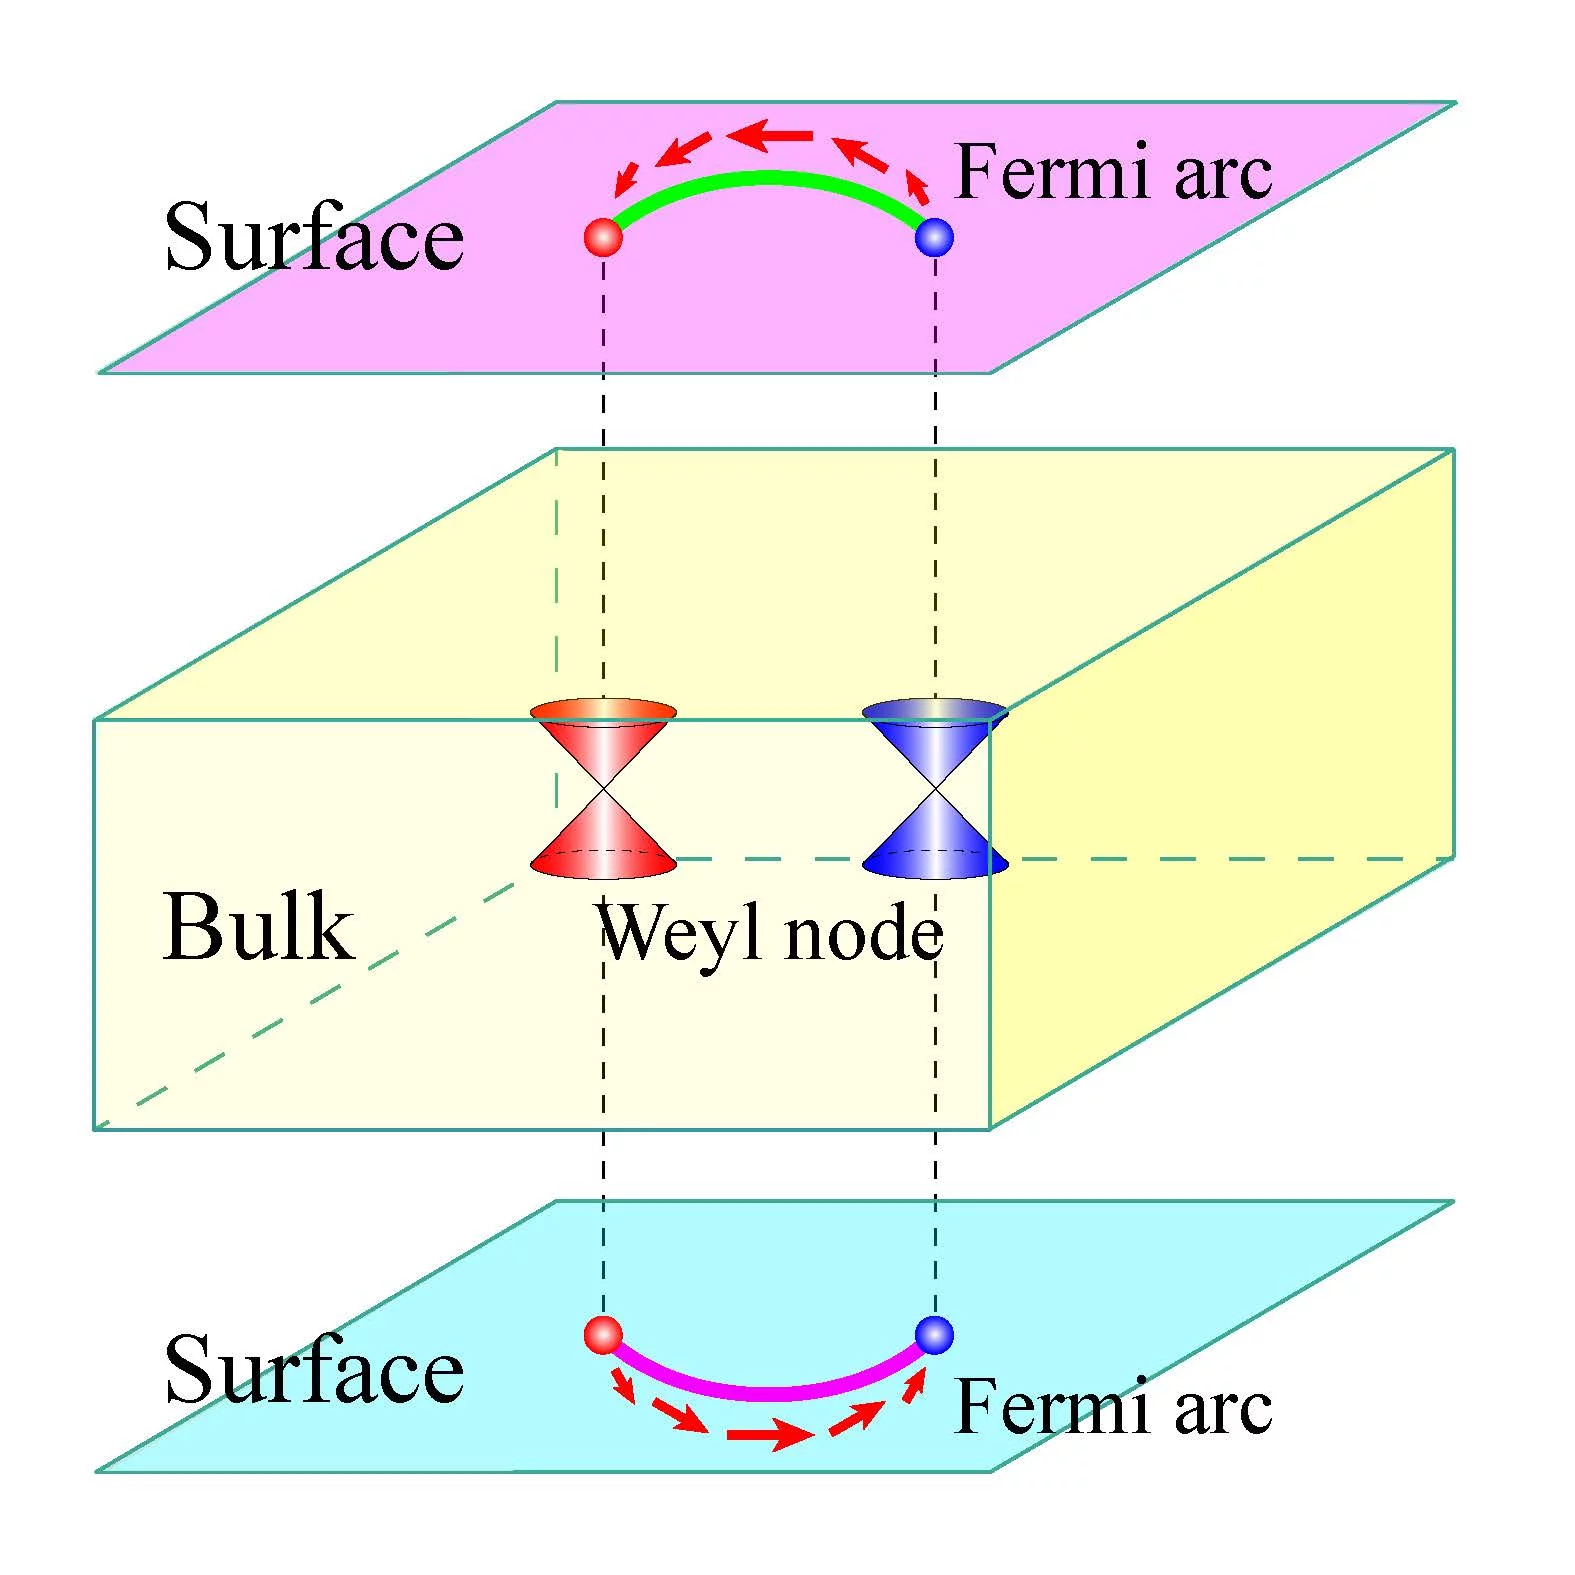 Fermi arc
Surface
Bulk
Weyl node
Surface
Fermi arc